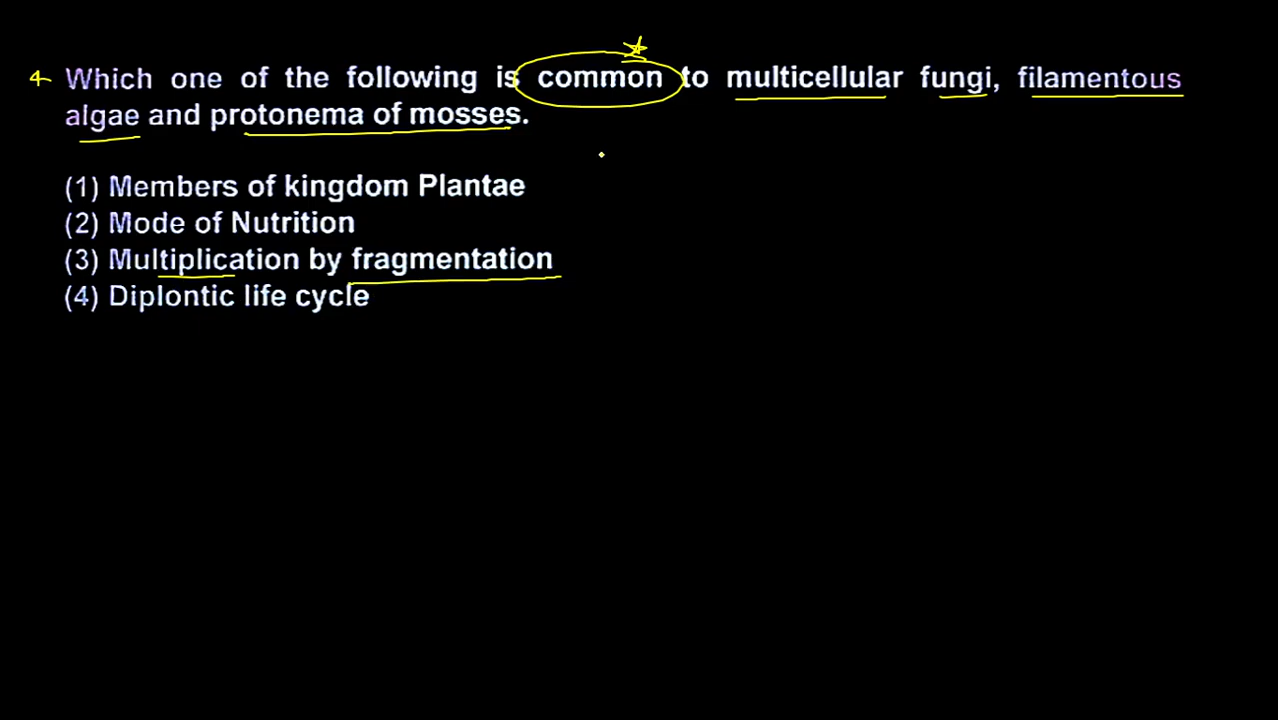 Which one of the following is common to multicellular fungi, filamentous
algae and protonema of mosses.
(1) Members of kingdom Plantae
(2) Mode of Nutrition
(3) Multiplication by fragmentation
(4) Diplontic life cycle